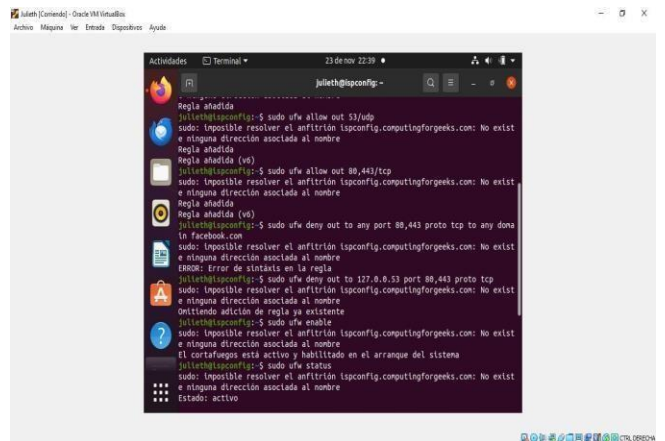 Julieth [Corriendo] - Oracle VM VirtualBox
Archivo Máquina Ver Entrada Dispositivos Ayuda
Actividades Terminal 23 de nov 22:39
julieth@ispconfig: ~
Regla añadida
julieth@ispconfig:~$ sudo ufw allow out 53/udp
sudo: imposible resolver el anfitrión ispconfig.computingforgeeks.com: No exist
e ninguna dirección asociada al nombre
Regla añadida
Regla añadida (v6)
julieth@ispconfig:~$ sudo ufw allow out 80,443/tcp
sudo: imposible resolver el anfitrión ispconfig.computingforgeeks.com: No exist
e ninguna dirección asociada al nombre
Regla añadida
Regla añadida (v6)
julieth@ispconfig:~$ sudo ufw deny out to any port 80,443 proto tcp to any doma
in facebook.com
sudo: imposible resolver el anfitrión ispconfig.computingforgeeks.com: No exist
e ninguna dirección asociada al nombre
ERROR: Error de sintáxis en la regla
julieth@ispconfig:~$ sudo ufw deny out to 127.0.0.53 port 80,443 proto tcp
sudo: imposible resolver el anfitrión ispconfig.computingforgeeks.com: No exist
e ninguna dirección asociada al nombre
Omitiendo adición de regla ya existente
julieth@ispconfig:~$ sudo ufw enable
sudo: imposible resolver el anfitrión ispconfig.computingforgeeks.com: No exist
e ninguna dirección asociada al nombre
El cortafuegos está activo y habilitado en el arranque del sistema
julieth@ispconfig:~$ sudo ufw status
sudo: imposible resolver el anfitrión ispconfig.computingforgeeks.com: No exist
e ninguna dirección asociada al nombre
Estado: activo
CTRL DERECHA